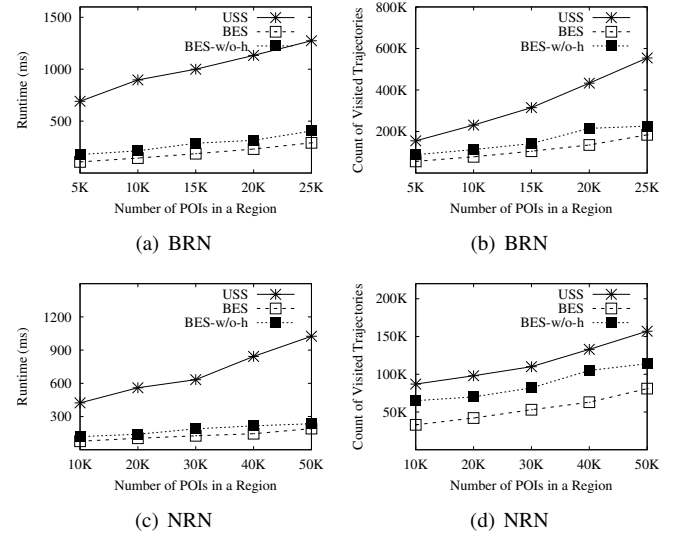 1500
1000
500
Runtime (ms)
USS
BES
BES-w/o-h
5K 10K 15K 20K 25K
Number of POIs in a Region
(a) BRN
800K
600K
400K
200K
Count of Visited Trajectories
USS
BES
BES-w/o-h
5K 10K 15K 20K 25K
Number of POIs in a Region
(b) BRN
1200
900
600
300
Runtime (ms)
USS
BES
BES-w/o-h
10K 20K 30K 40K 50K
Number of POIs in a Region
(c) NRN
200K
150K
100K
50K
Count of Visited Trajectories
USS
BES
BES-w/o-h
10K 20K 30K 40K 50K
Number of POIs in a Region
(d) NRN